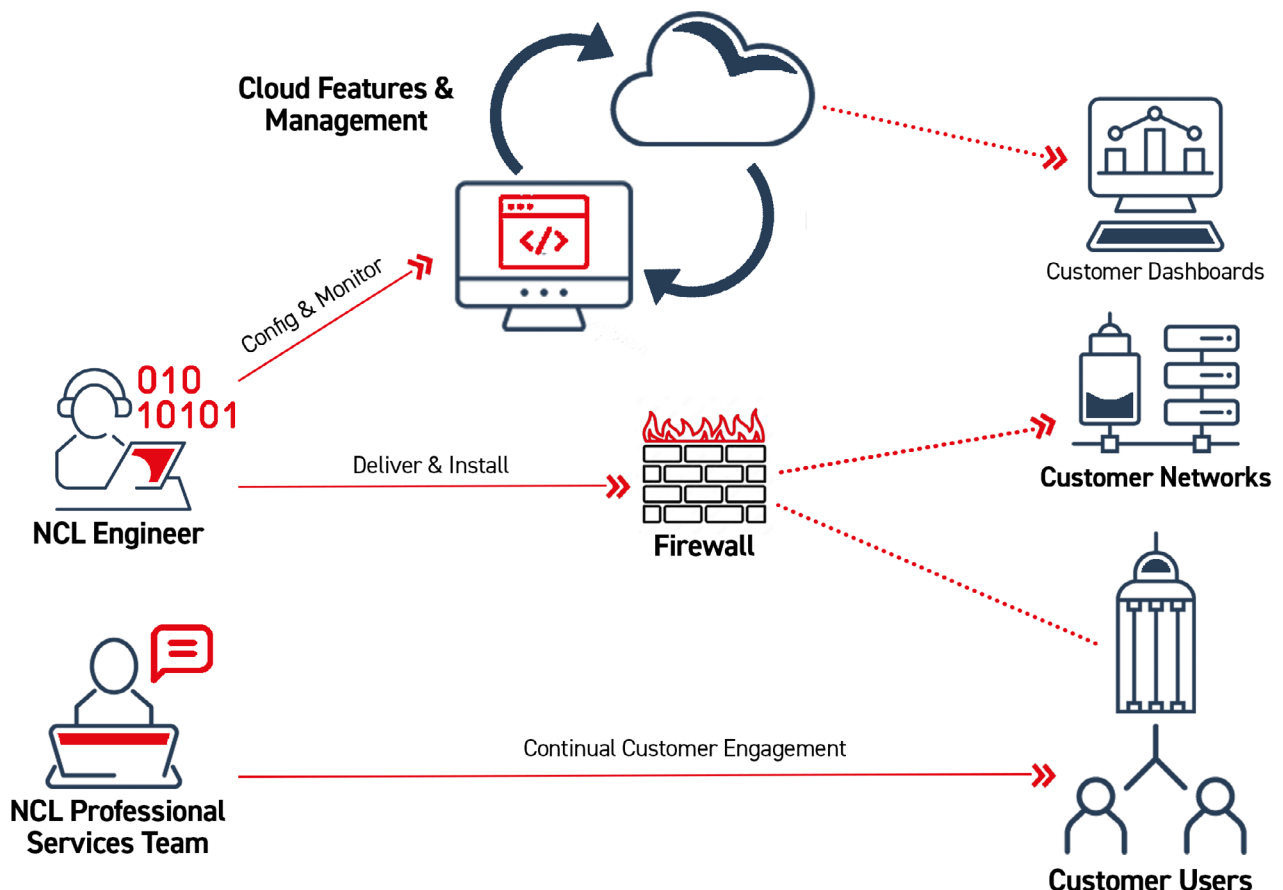 Cloud Features &
Management
Customer Dashboards
Config & Monitor
</>
010
10101
Deliver & Install
NCL Engineer
Firewall
Customer Networks
Continual Customer Engagement
NCL Professional
Services Team
Customer Users